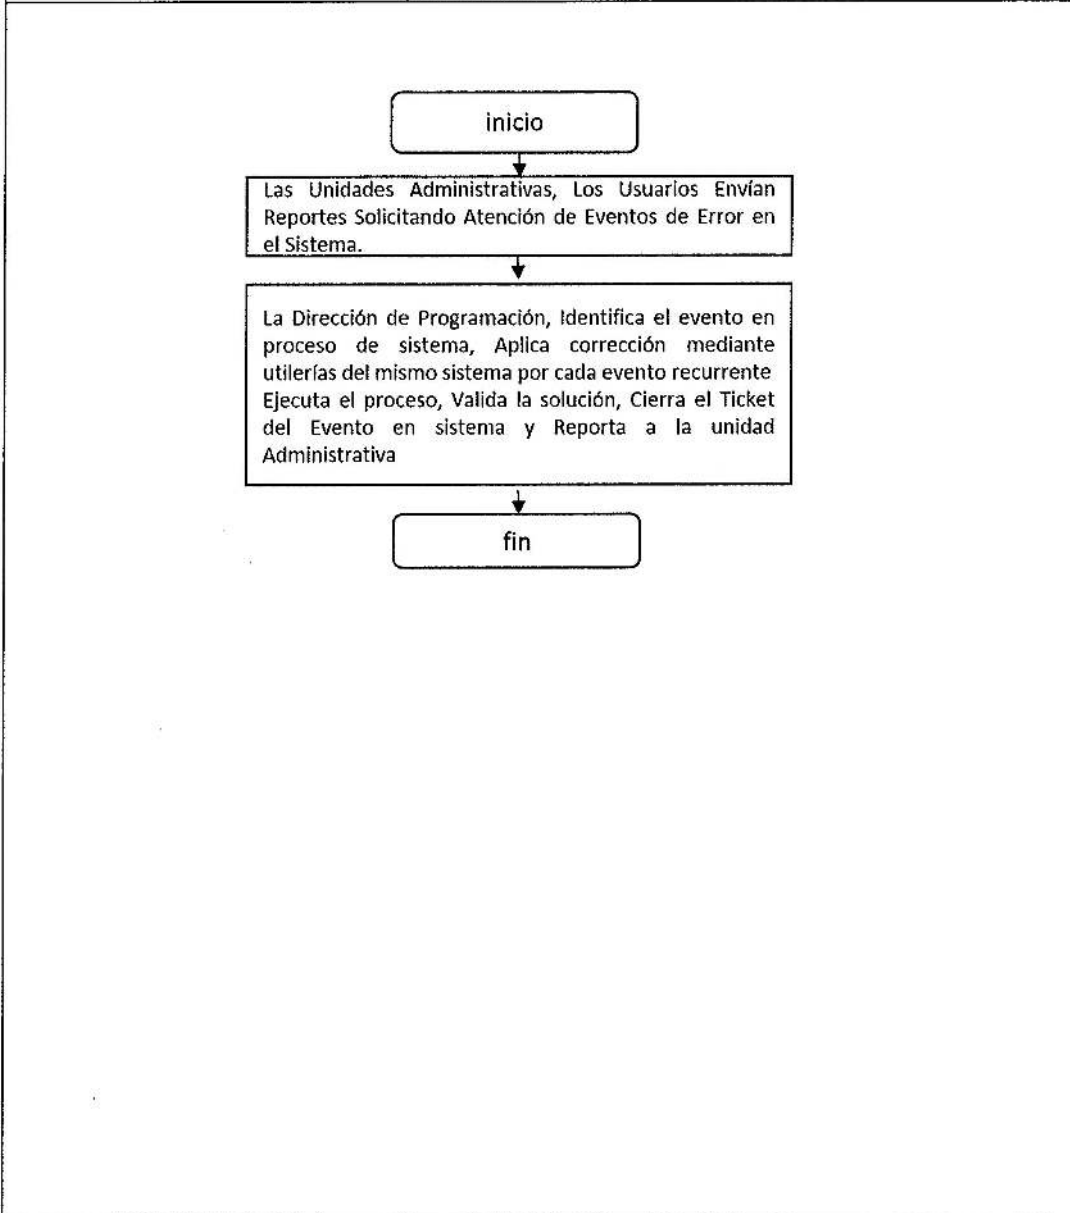 inicio
Las Unidades Administrativas, Los Usuarios Envían
Reportes Solicitando Atención de Eventos de Error en
el Sistema.
La Dirección de Programación, Identifica el evento en
proceso de sistema, Aplica corrección mediante
utilerías del mismo sistema por cada evento recurrente
Ejecuta el proceso, Valida la solución, Cierra el Ticket
del Evento en sistema y Reporta a la unidad
Administrativa
fin